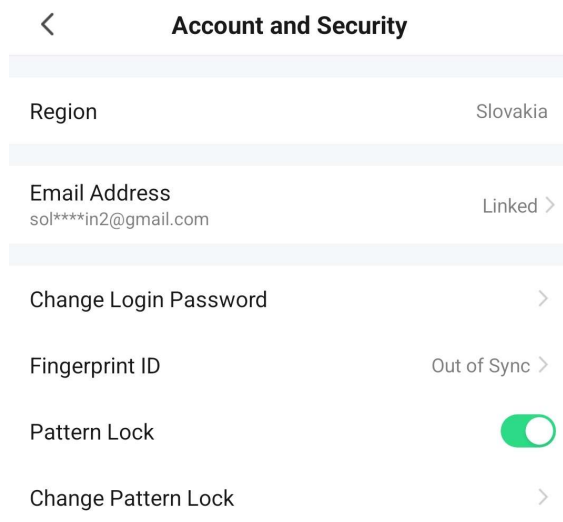 Account and Security
Region
Slovakia
Email Address
sol****in2@gmail.com
Linked
Change Login Password
Fingerprint ID
Out of Sync
Pattern Lock
Change Pattern Lock